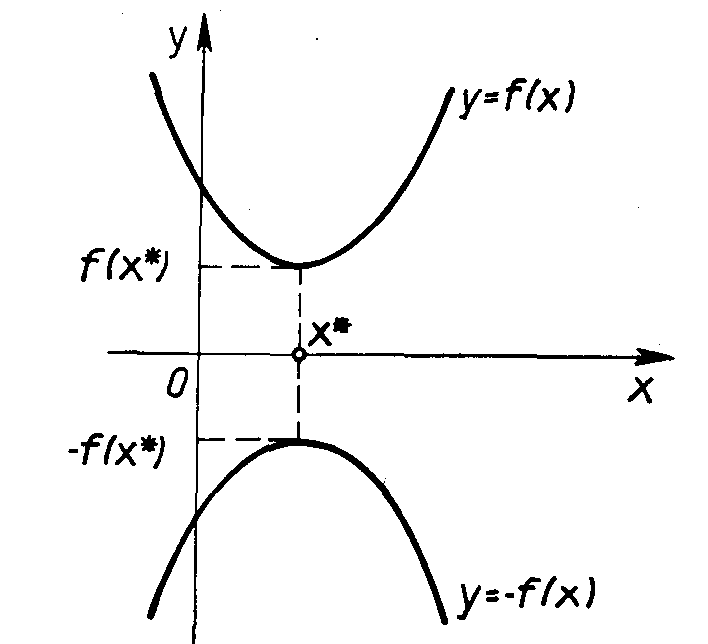 y
y=f(x)
f(x*)
x*
0
x
-f(x*)
y=-f(x)